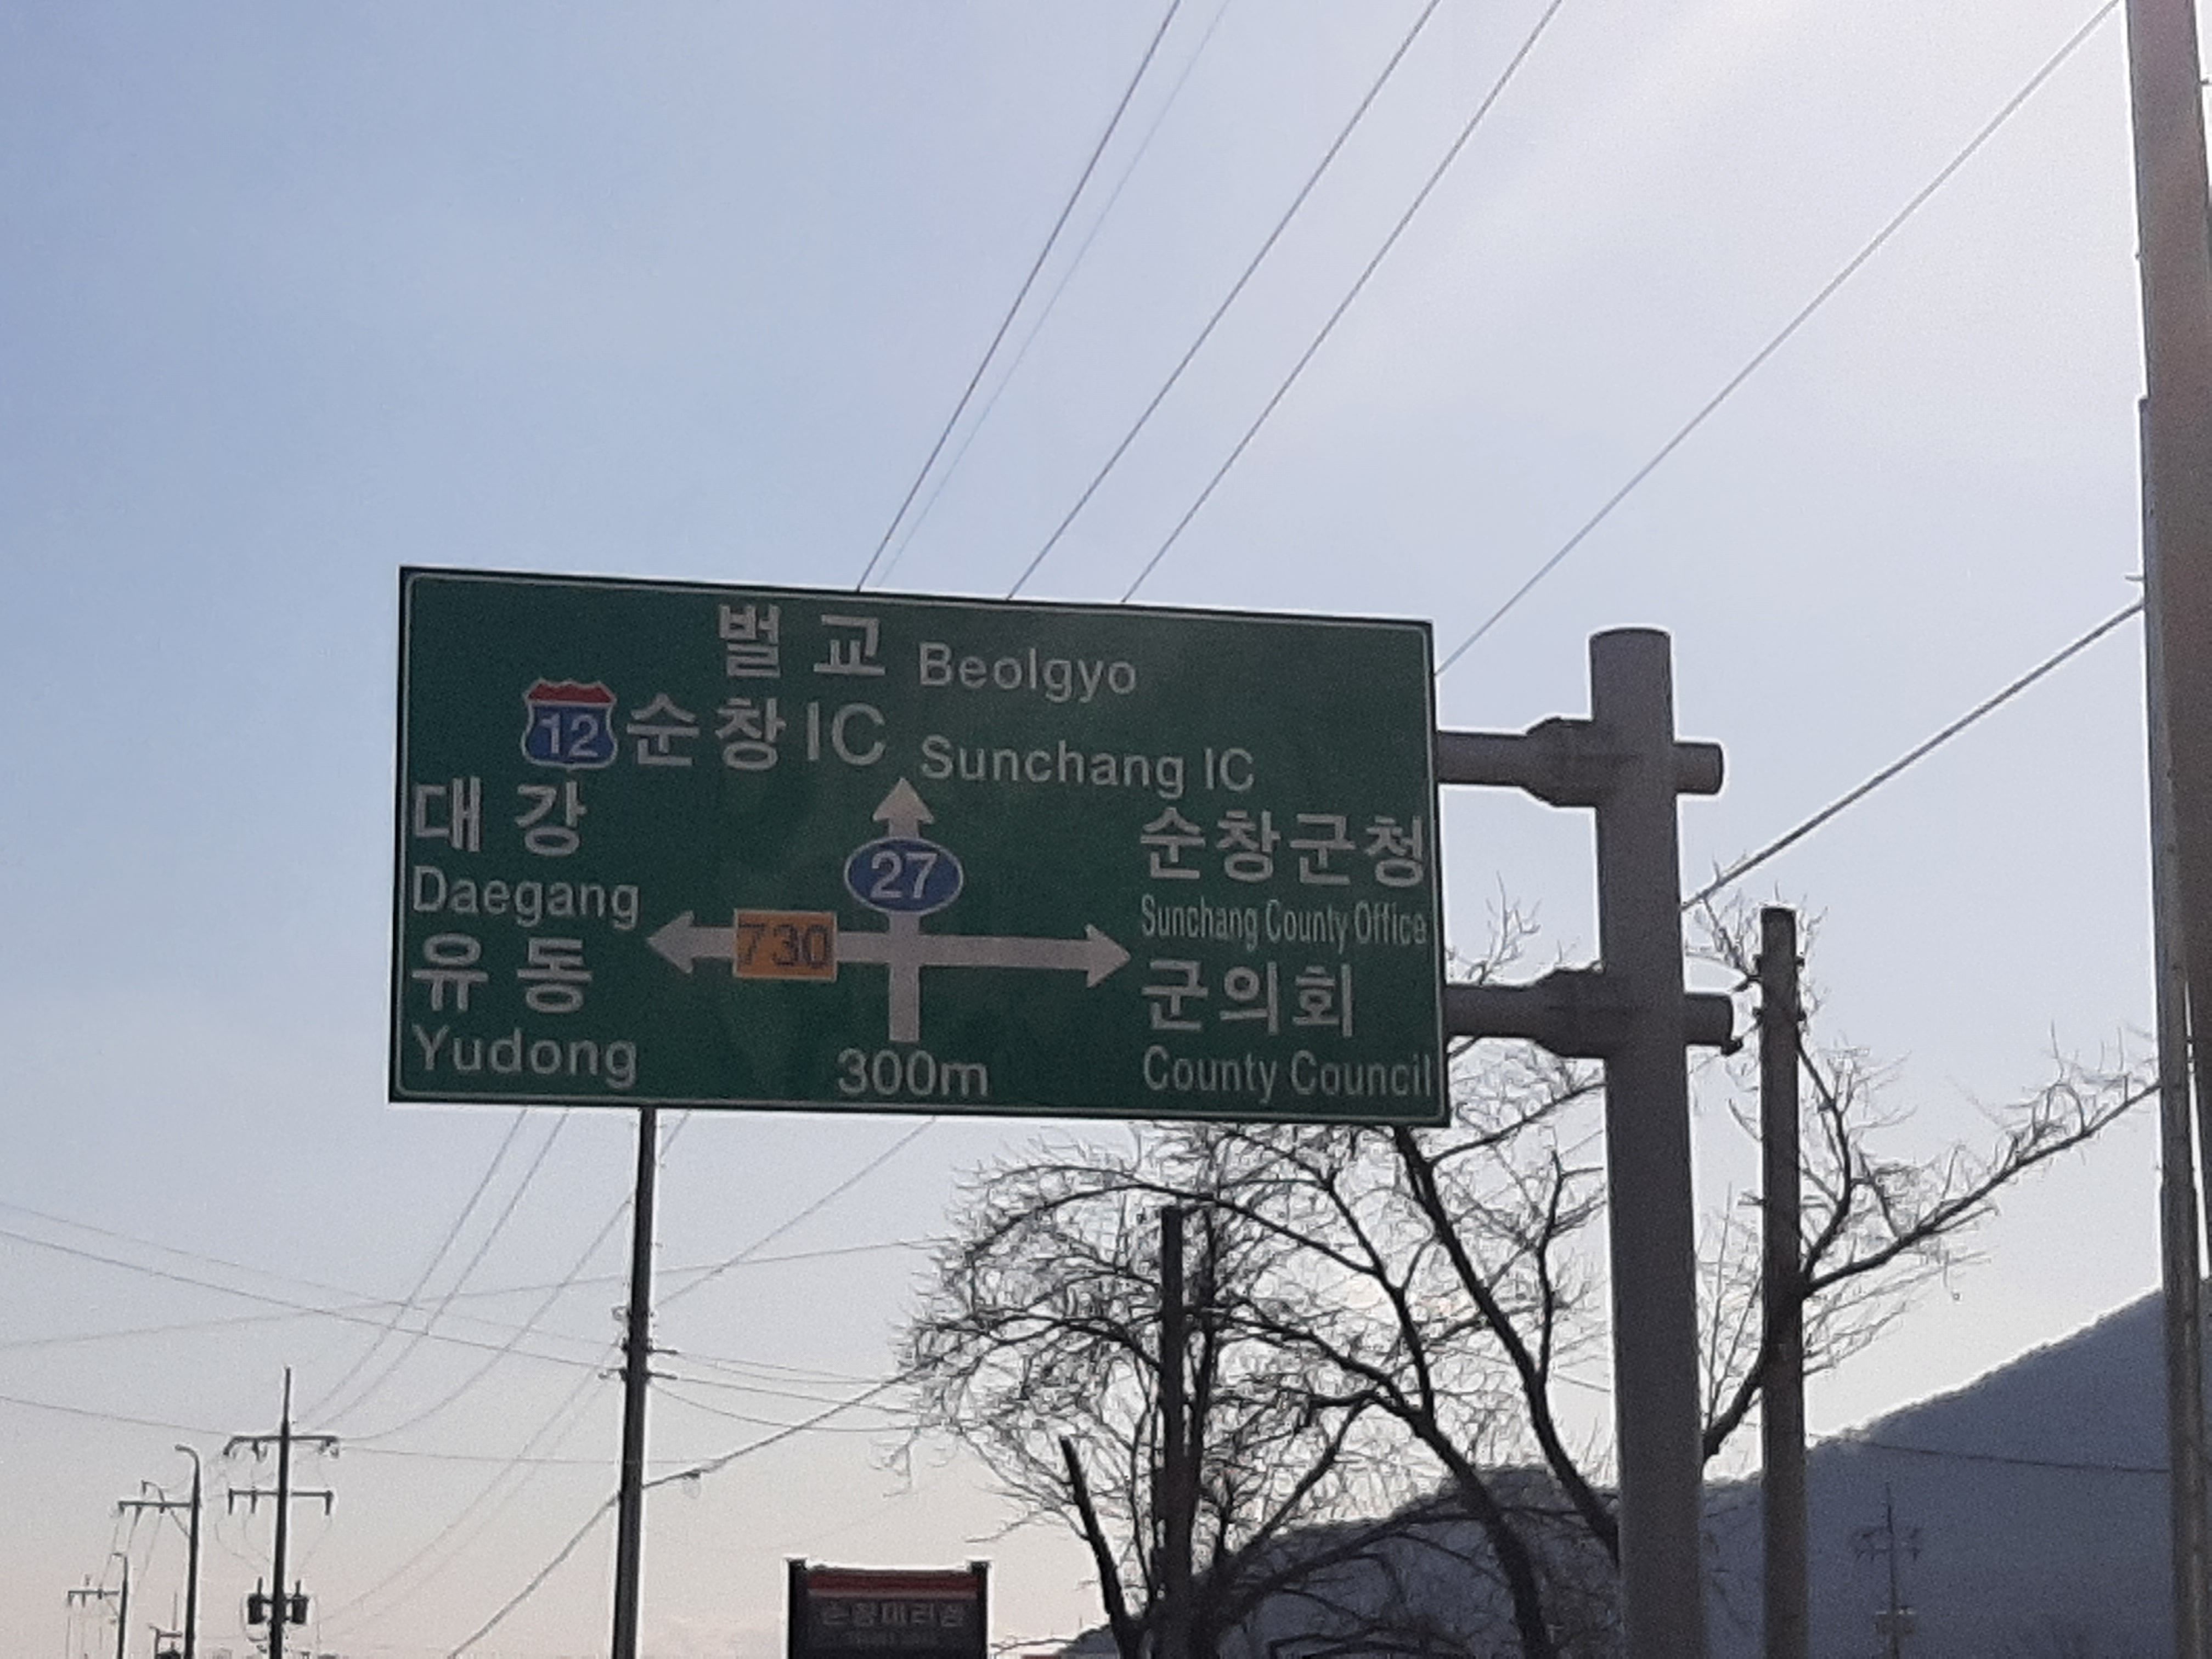 벌교 Beolgyo
12 순창IC Sunchang IC
대강
Daegang
유동
Yudong
27
730
순창군청
Sunchang County Office
군의회
County Council
300m